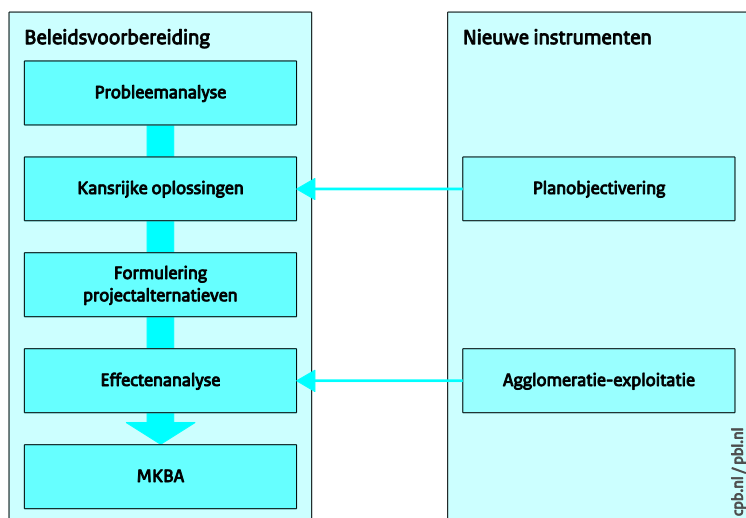 Beleidsvoorbereiding
Probleemanalyse
Kansrijke oplossingen
Formulering
projectalternatieven
Effectenanalyse
MKBA
Nieuwe instrumenten
Planobjectivering
Agglomeratie-exploitatie
cpb.nl / pbl.nl